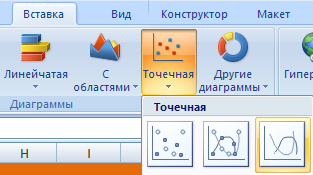 Вставка Вид Конструктор Макет
Линейчатая С областями Точечная Другие диаграммы Гипер
Диаграммы
Точечная
H I